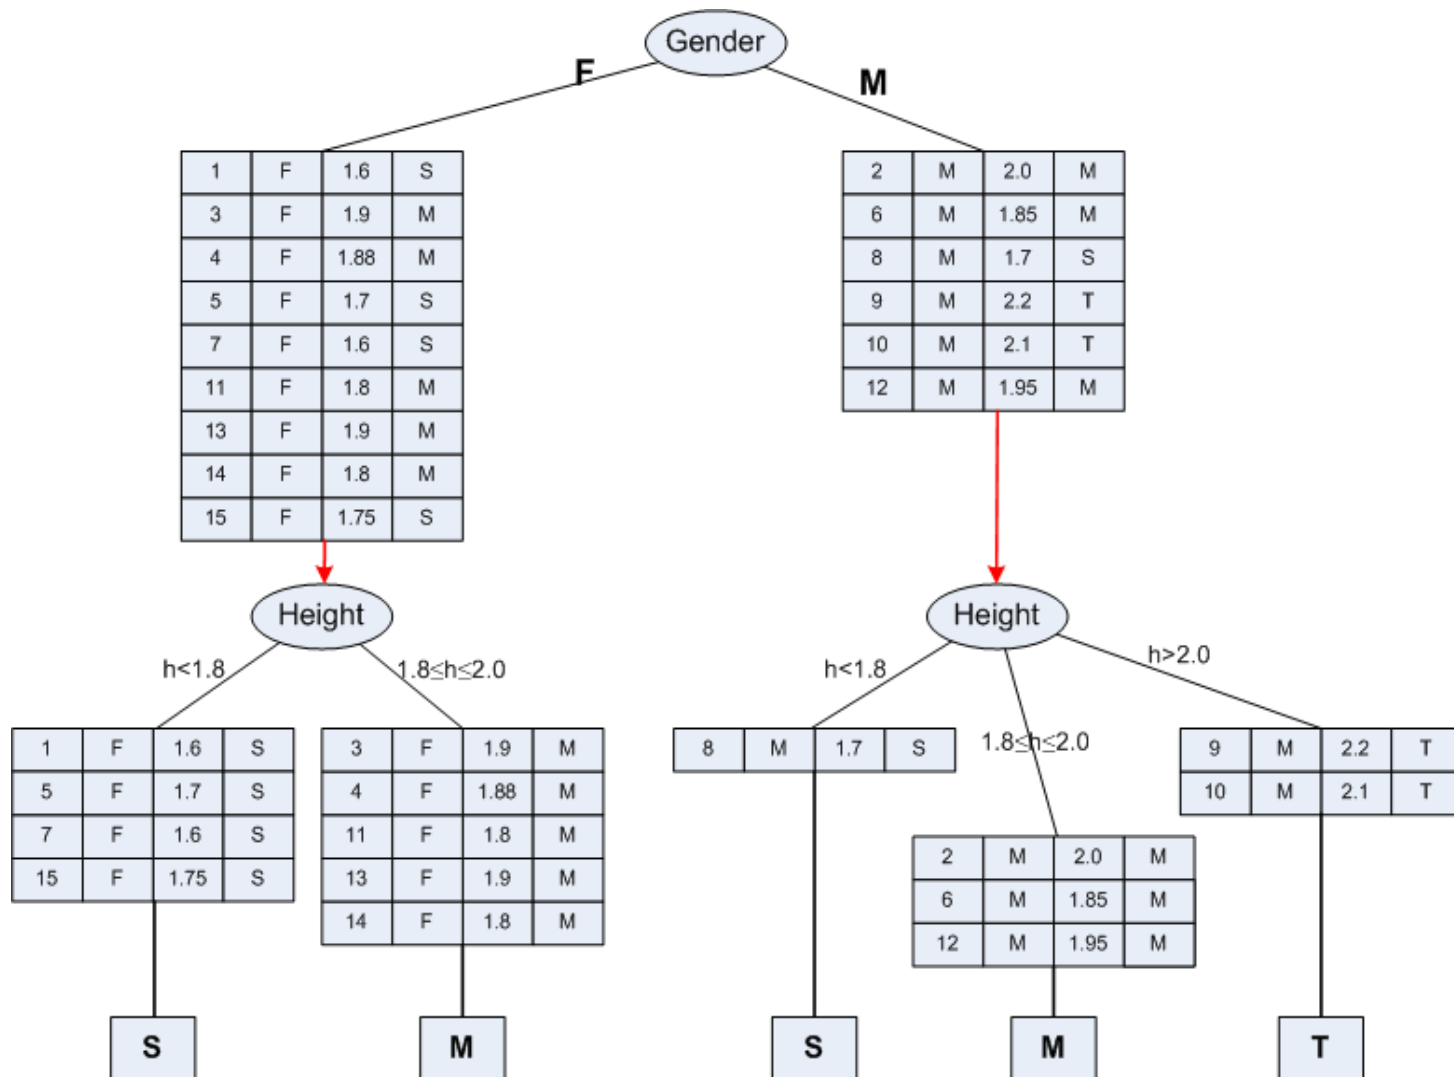 Gender
F
M
1 F 1.6 S
3 F 1.9 M
4 F 1.88 M
5 F 1.7 S
7 F 1.6 S
11 F 1.8 M
13 F 1.9 M
14 F 1.8 M
15 F 1.75 S
2 M 2.0 M
6 M 1.85 M
8 M 1.7 S
9 M 2.2 T
10 M 2.1 T
12 M 1.95 M
Height
h<1.8
1.8≤h≤2.0
1 F 1.6 S
5 F 1.7 S
7 F 1.6 S
15 F 1.75 S
3 F 1.9 M
4 F 1.88 M
11 F 1.8 M
13 F 1.9 M
14 F 1.8 M
S
M
Height
h<1.8
1.8≤h≤2.0
h>2.0
8 M 1.7 S
2 M 2.0 M
6 M 1.85 M
12 M 1.95 M
9 M 2.2 T
10 M 2.1 T
S
M
T